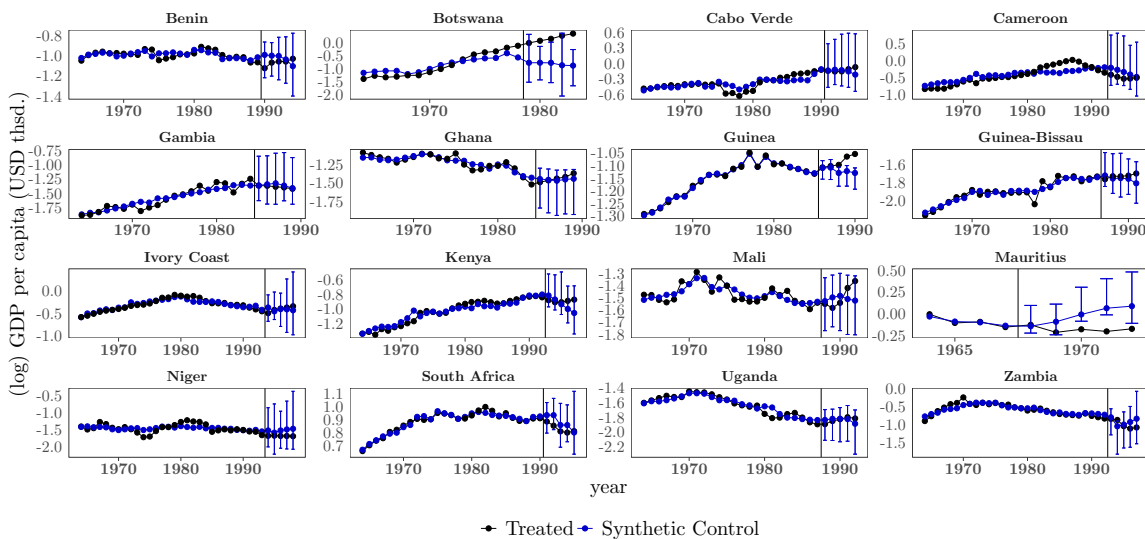 Benin
Botswana
Cabo Verde
Cameroon
-0.8
-1.0
-1.2
-1.4
1970 1980 1990
0.0
-0.5
-1.0
-1.5
-2.0
1970 1980
0.6
0.3
0.0
-0.3
-0.6
1970 1980 1990
0.5
0.0
-0.5
-1.0
1970 1980 1990
Gambia
Ghana
Guinea
Guinea-Bissau
-0.75
-1.00
-1.25
-1.50
-1.75
1970 1980 1990
-1.25
-1.50
1970 1980 1990
-1.05
-1.10
-1.15
-1.20
-1.25
-1.30
1970 1980 1990
-1.6
-1.8
-2.0
1970 1980 1990
Ivory Coast
Kenya
Mali
Mauritius
0.0
-0.5
-1.0
1970 1980 1990
-0.6
-0.8
-1.0
-1.2
1970 1980 1990
-1.3
-1.4
-1.5
-1.6
-1.7
-1.8
1970 1980 1990
0.50
0.25
0.00
-0.25
1965 1970
Niger
South Africa
Uganda
Zambia
-0.5
-1.0
-1.5
-2.0
1970 1980 1990
1.1
1.0
0.9
0.8
0.7
1970 1980 1990
-1.4
-1.6
-1.8
-2.0
-2.2
1970 1980 1990
0.0
-0.5
-1.0
-1.5
1970 1980 1990
(log) GDP per capita (USD thsd.)
year
Treated Synthetic Control